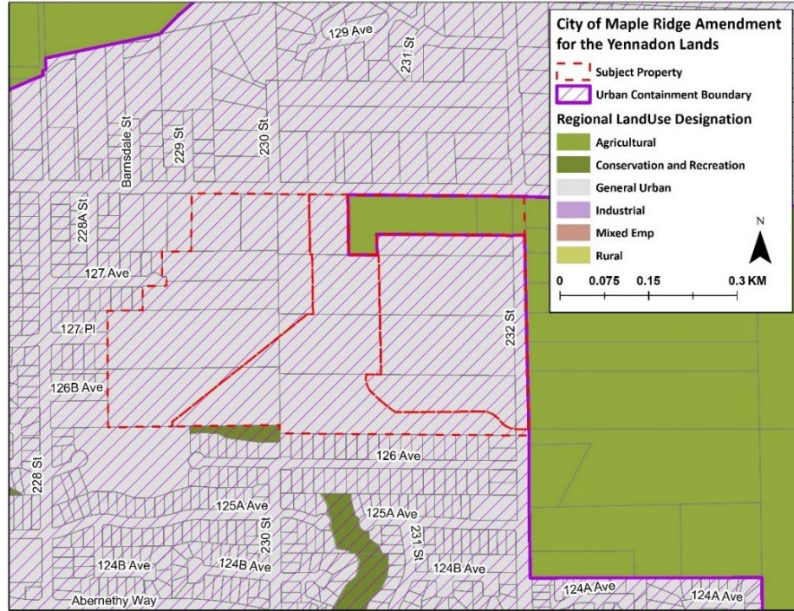 City of Maple Ridge Amendment
for the Yennadon Lands
Subject Property
Urban Containment Boundary
Regional LandUse Designation
Agricultural
Conservation and Recreation
General Urban
Industrial
Mixed Emp
Rural
N
0 0.075 0.15 0.3 KM
129 Ave
231 St
Barnsdale St
229 St
230 St
228A St
127 Ave
127 Pl
232 St
126B Ave
228 St
126 Ave
125A Ave
125A Ave
230 St
231 St
124B Ave
124B Ave
124B Ave
124A Ave
124A Ave
Abernethy Way